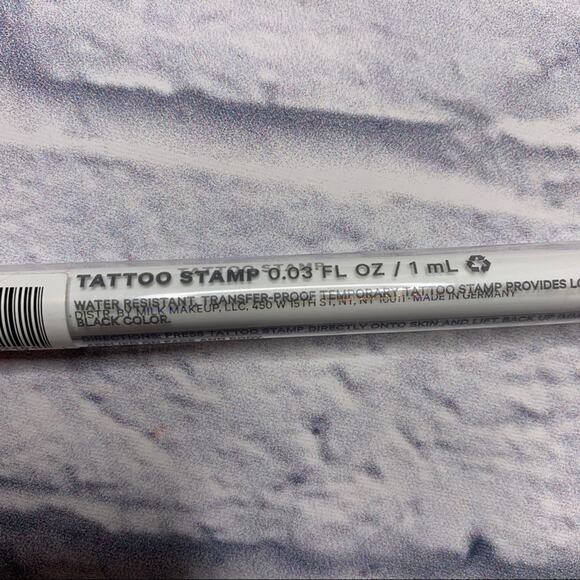 TATTOO STAMP 0.03 FL OZ / 1 mL
WATER RESISTANT, TRANSFER-PROOF TEMPORARY TATTOO STAMP PROVIDES LO
DISTR. BY MILK MAKEUP, LLC, 450 W 15TH ST, NY, NY 10011 • MADE IN GERMANY
BLACK COLOR.
DIRECTIONS: PRESS TATTOO STAMP DIRECTLY ONTO SKIN AND LIFT BACK UP